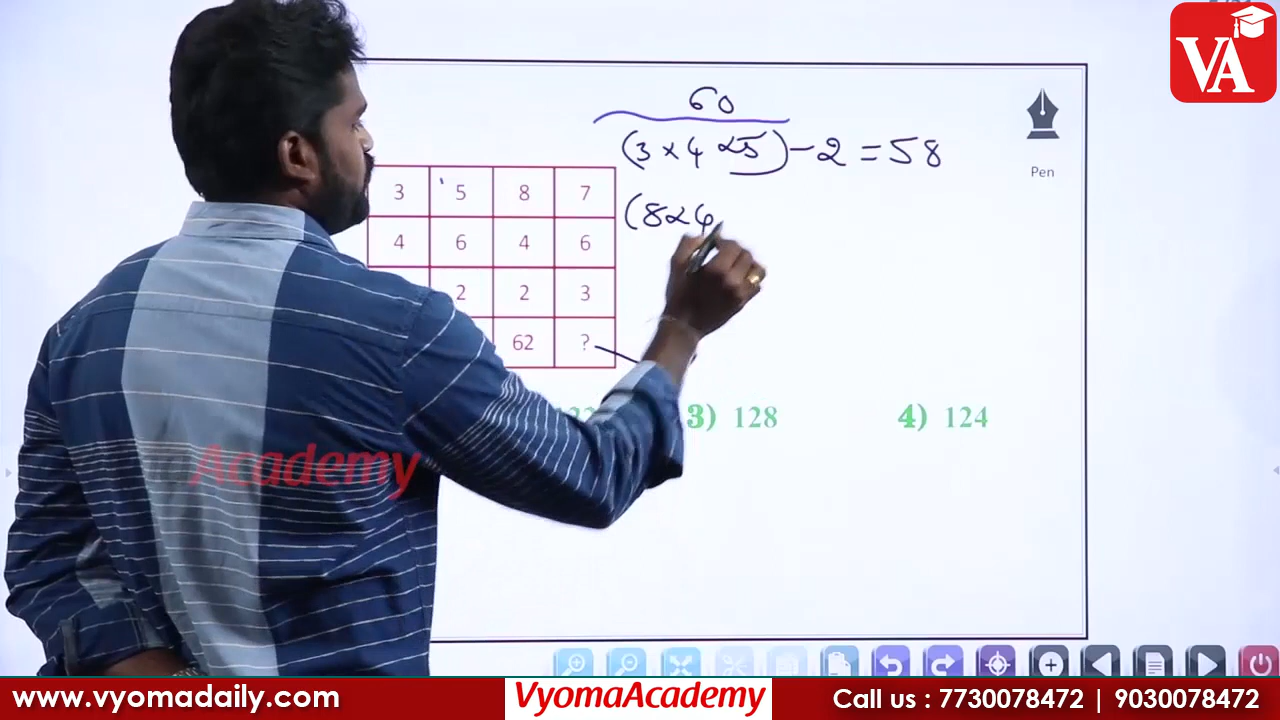 VA
60
(3 × 4 × 5) - 2 = 58
Pen
3 5 8 7
(8 × 4
4 6 4 6
2 2 3
62 ?
3) 128 4) 124
Academy
www.vyomadaily.com
VyomaAcademy
Call us : 7730078472 | 9030078472